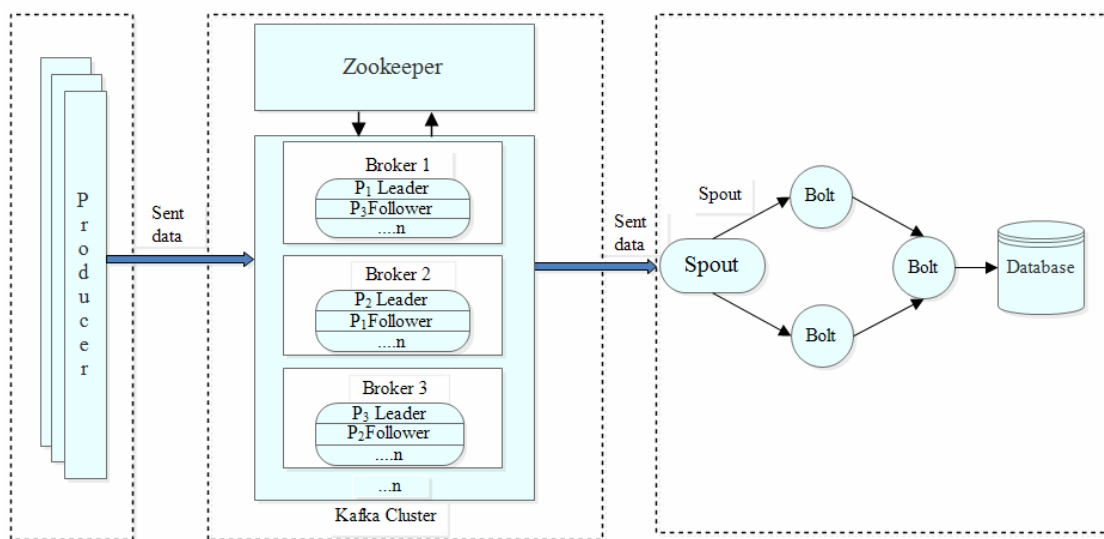 Producer
Sent
data
Zookeeper
Broker 1
P₁ Leader
P₃Follower
....n
Broker 2
P₂ Leader
P₁Follower
....n
Broker 3
P₃ Leader
P₂Follower
....n
...n
Kafka Cluster
Sent
data
Spout
Spout
Bolt
Bolt
Bolt
Database